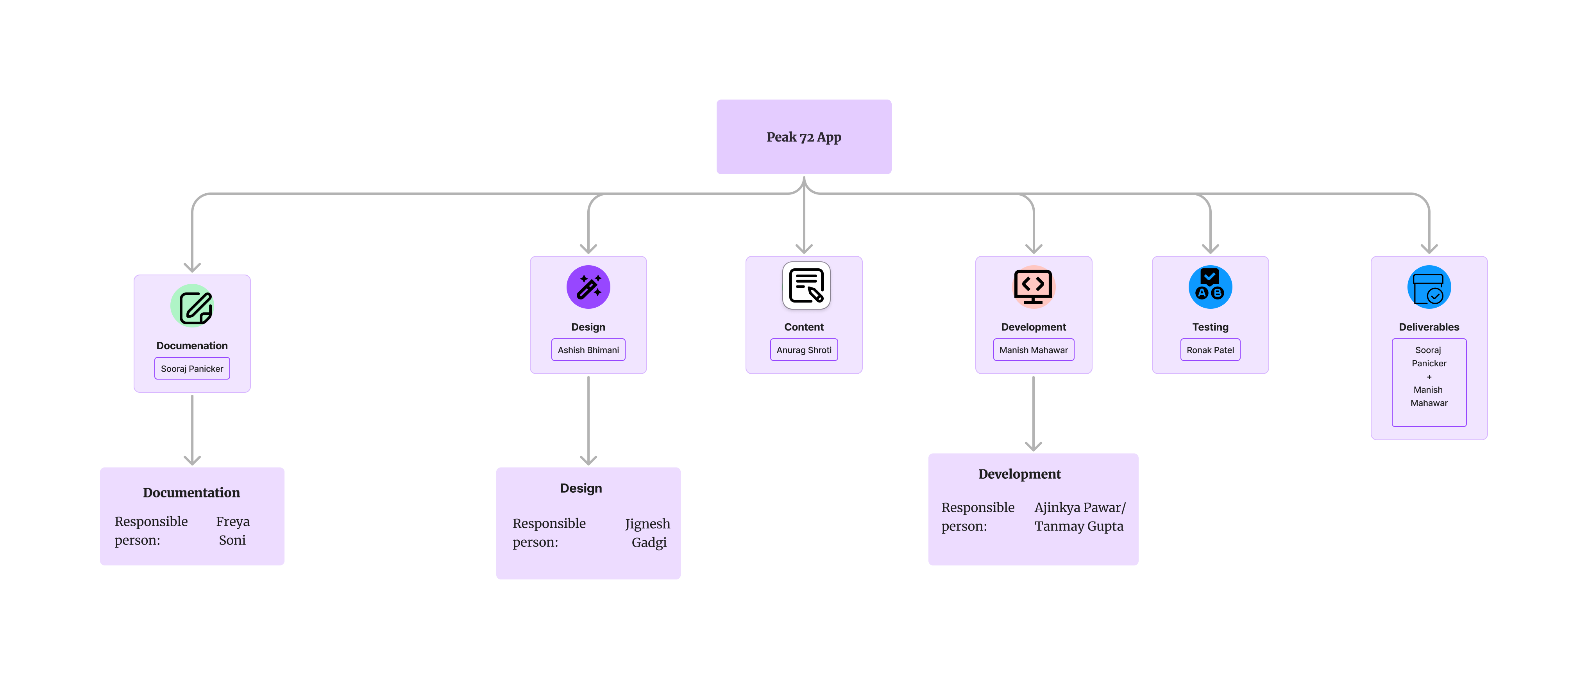 Peak 72 App
Documenation
Sooraj Panicker
Design
Ashish Bhimani
Content
Anurag Shroti
Development
Manish Mahawar
A B
Testing
Ronak Patel
Deliverables
Sooraj
Panicker
+
Manish
Mahawar
Documentation
Responsible
person:
Freya
Soni
Design
Responsible
person:
Jignesh
Gadgi
Development
Responsible
person:
Ajinkya Pawar/
Tanmay Gupta